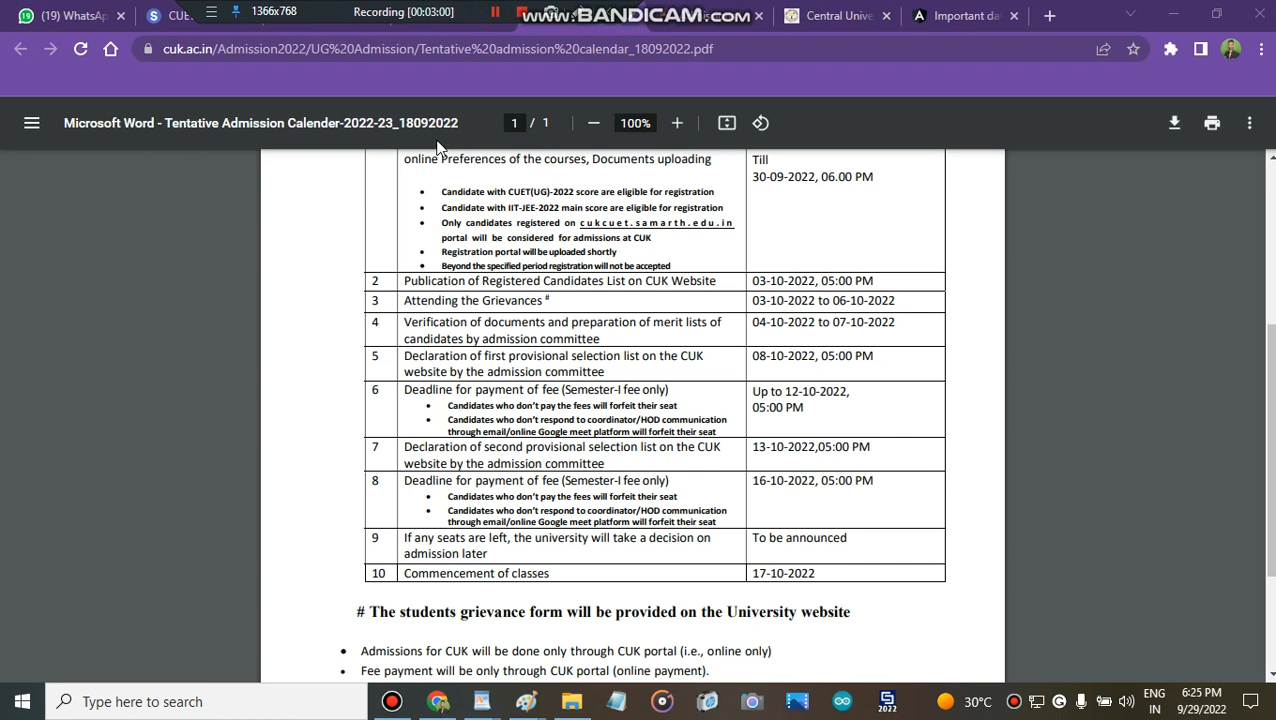 (19) WhatsAp
CUE
1366x768
Recording [00:03:00]
www.BANDICAM.com
Central Unive
Important da
cuk.ac.in/Admission2022/UG%20Admission/Tentative%20admission%20calendar_18092022.pdf
Microsoft Word - Tentative Admission Calender-2022-23_18092022
1 / 1
100%
online Preferences of the courses, Documents uploading
Till
30-09-2022, 06.00 PM
• Candidate with CUET(UG)-2022 score are eligible for registration
• Candidate with IIT-JEE-2022 main score are eligible for registration
• Only candidates registered on cukcuet.samarth.edu.in
portal will be considered for admissions at CUK
• Registration portal will be uploaded shortly
• Beyond the specified period registration will not be accepted
2 Publication of Registered Candidates List on CUK Website 03-10-2022, 05:00 PM
3 Attending the Grievances # 03-10-2022 to 06-10-2022
4 Verification of documents and preparation of merit lists of 04-10-2022 to 07-10-2022
candidates by admission committee
5 Declaration of first provisional selection list on the CUK 08-10-2022, 05:00 PM
website by the admission committee
6 Deadline for payment of fee (Semester-I fee only) Up to 12-10-2022,
05:00 PM
• Candidates who don't pay the fees will forfeit their seat
• Candidates who don't respond to coordinator/HOD communication
through email/online Google meet platform will forfeit their seat
7 Declaration of second provisional selection list on the CUK 13-10-2022,05:00 PM
website by the admission committee
8 Deadline for payment of fee (Semester-I fee only) 16-10-2022, 05:00 PM
• Candidates who don't pay the fees will forfeit their seat
• Candidates who don't respond to coordinator/HOD communication
through email/online Google meet platform will forfeit their seat
9 If any seats are left, the university will take a decision on To be announced
admission later
10 Commencement of classes 17-10-2022
# The students grievance form will be provided on the University website
• Admissions for CUK will be done only through CUK portal (i.e., online only)
• Fee payment will be only through CUK portal (online payment).
Type here to search
2022
30°C
ENG
IN
8:25 PM
9/29/2022